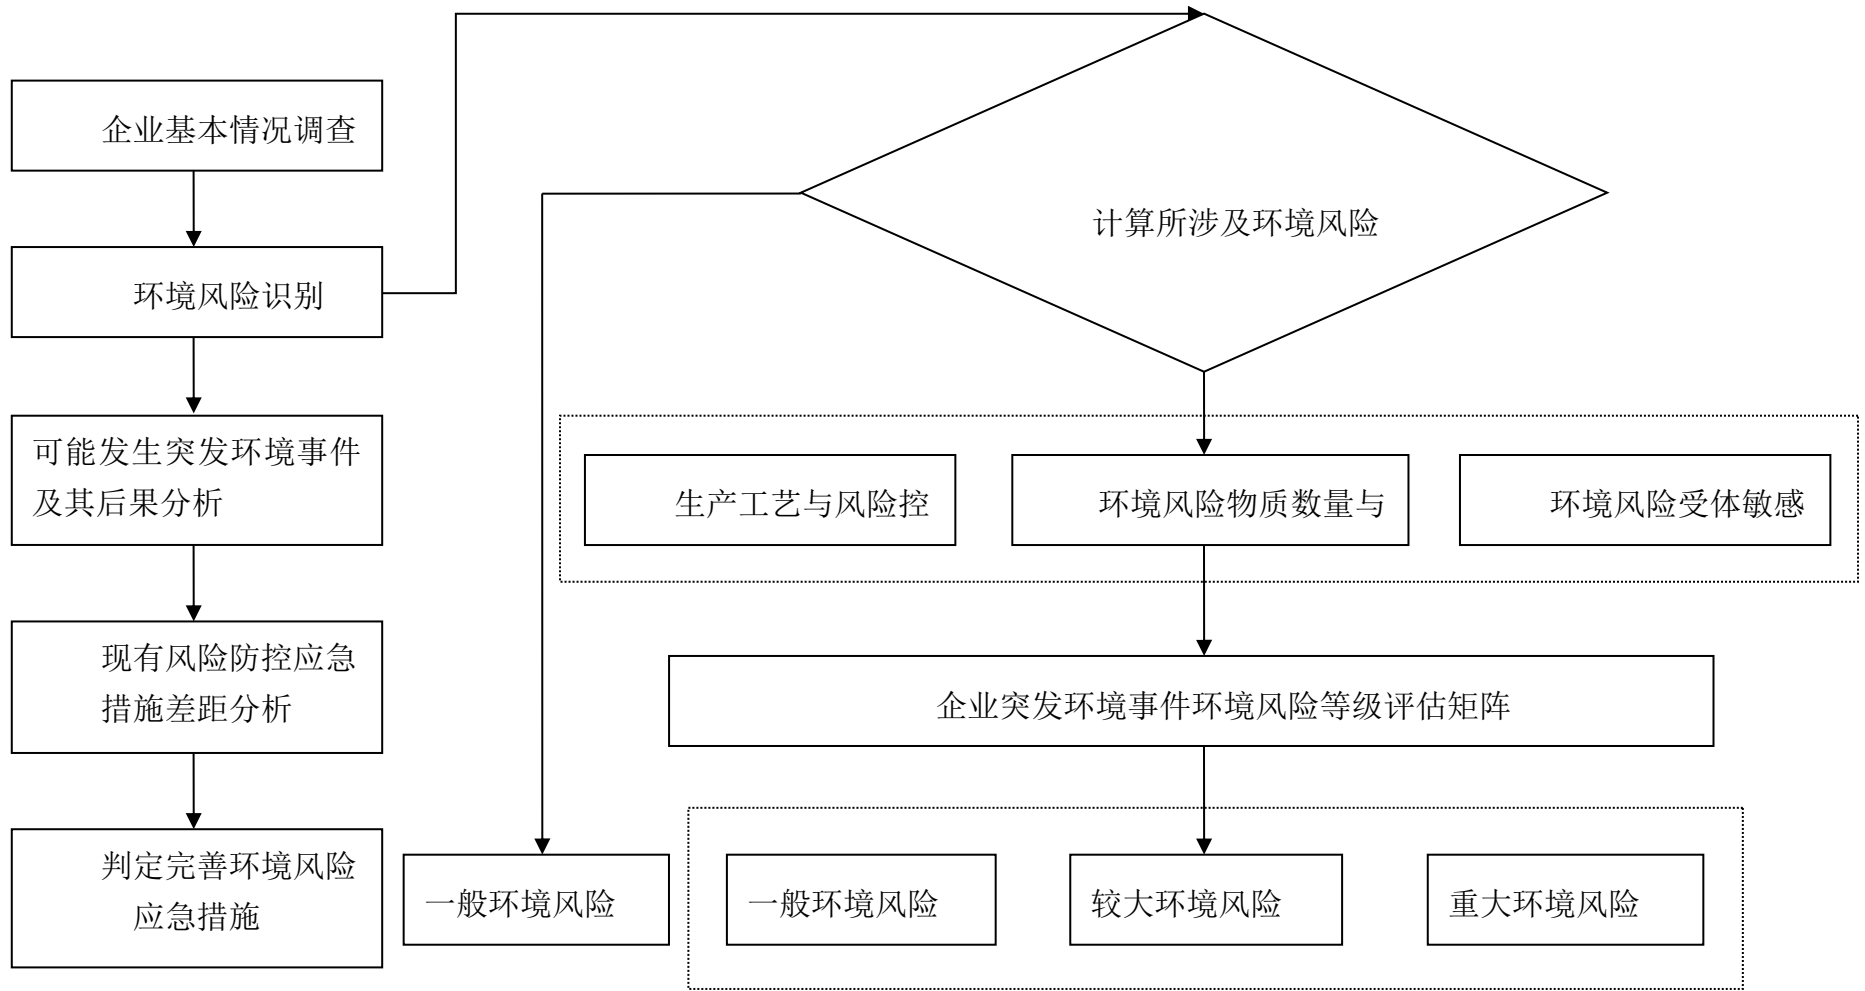 企业基本情况调查
环境风险识别
可能发生突发环境事件
及其后果分析
现有风险防控应急
措施差距分析
判定完善环境风险
应急措施
计算所涉及环境风险
生产工艺与风险控
环境风险物质数量与
环境风险受体敏感
企业突发环境事件环境风险等级评估矩阵
一般环境风险
一般环境风险
较大环境风险
重大环境风险